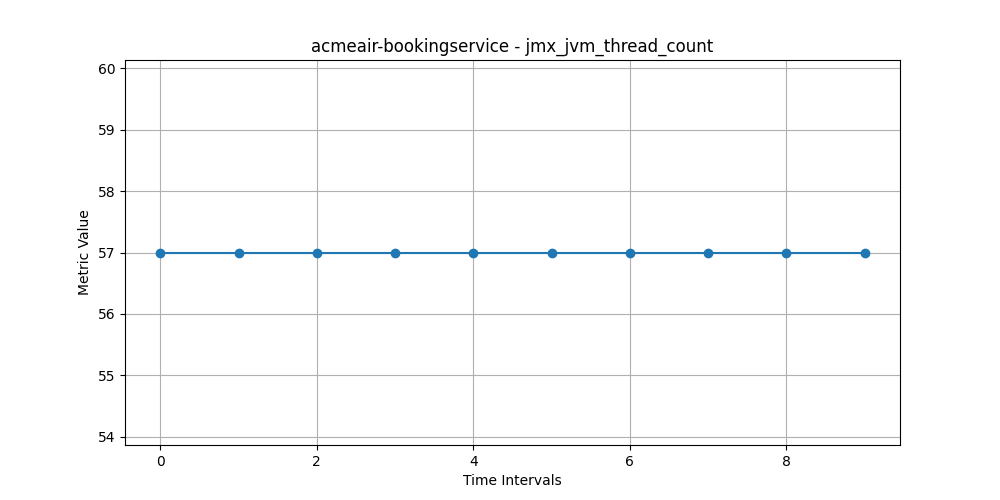 acmeair-bookingservice - jmx_jvm_thread_count
60
59
58
57
56
55
54
Metric Value
0 2 4 6 8
Time Intervals